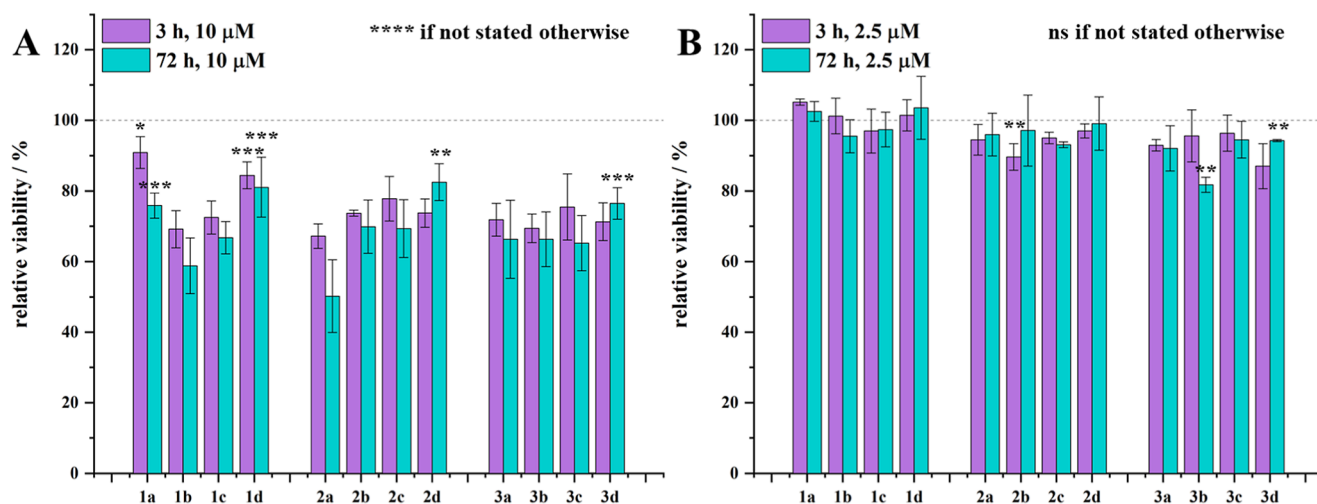 A
3 h, 10 μM
72 h, 10 μM
**** if not stated otherwise
relative viability / %
120
100
80
60
40
20
0
*
***
***
***
**
***
1a 1b 1c 1d 2a 2b 2c 2d 3a 3b 3c 3d
B
3 h, 2.5 μM
72 h, 2.5 μM
ns if not stated otherwise
relative viability / %
120
100
80
60
40
20
0
**
**
**
1a 1b 1c 1d 2a 2b 2c 2d 3a 3b 3c 3d